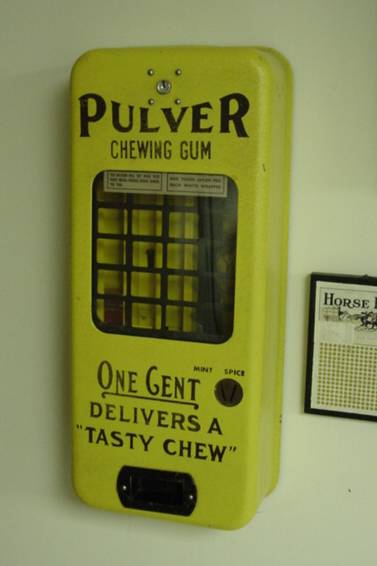 PULVER
CHEWING GUM
ONE CENT
MINT SPICE
DELIVERS A
"TASTY CHEW"
HORSE